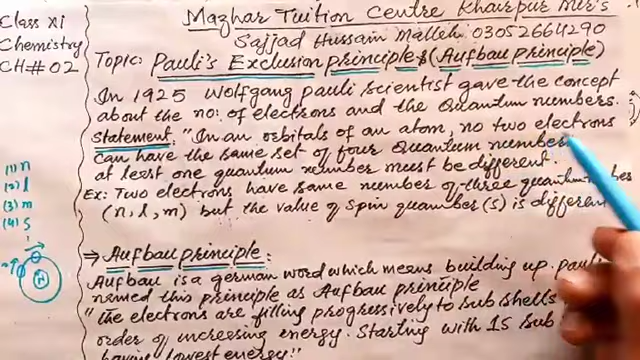 Class XI
Chemistry
CH# 02
Mazhar Tuition Centre Khairpur Mir's
Sajjad Hussain Mallah: 03052664290
Topic: Pauli's Exclusion principle & (Aufbau principle)
In 1925 Wolfgang pauli scientist gave the concept
about the no: of electrons and the Quantum numbers.
Statement: "In an orbitals of an atom, no two electrons
can have the same set of four Quantum number
at least one quantum number must be different.
Ex: Two electrons have same number of three quantum numbers
(n, l, m) but the value of spin quamber (s) is different
(1) n
(2) l
(3) m
(4) s
N
⇒ Aufbau principle:
Aufbau is a german word which means building up. pauli
named this principle as Aufbau principle
"The electrons are filling progressively to sub shells
order of increasing energy. Starting with 1S sub
having lowest energy."